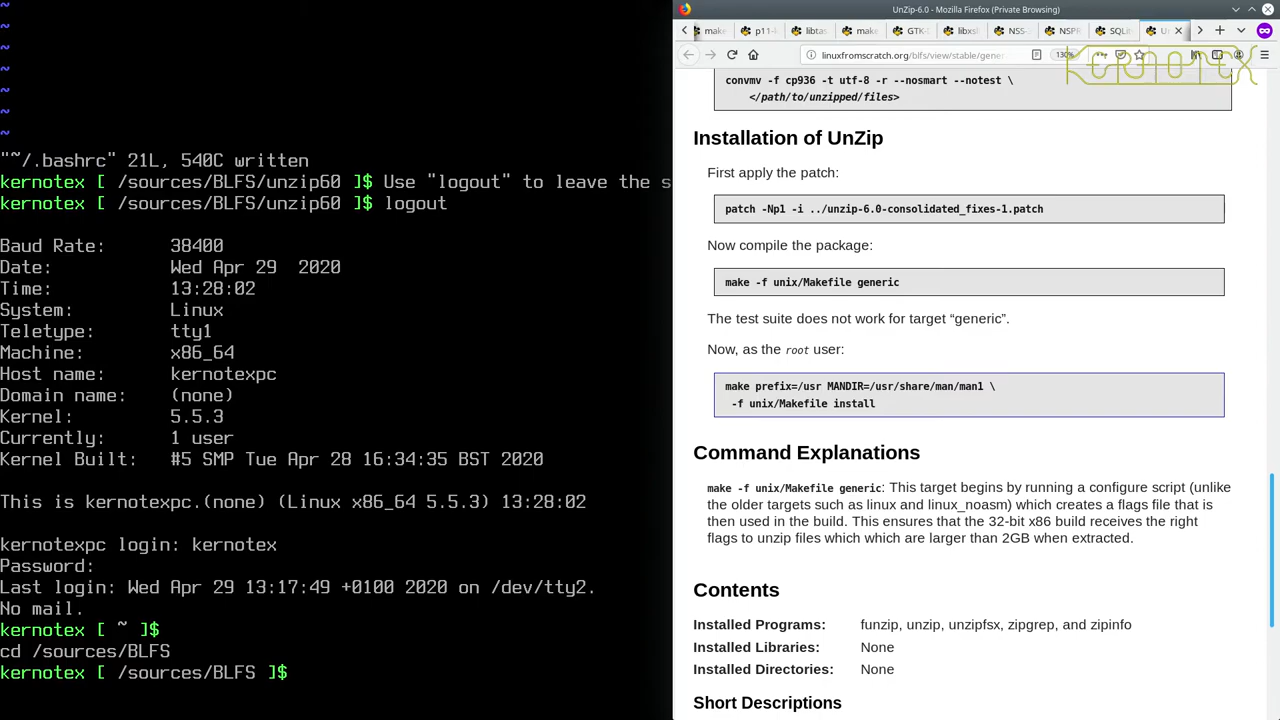 ~
~
~
~
~
~
~
"~/.bashrc" 21L, 540C written
kernotex [ /sources/BLFS/unzip60 ]$ Use "logout" to leave the s
kernotex [ /sources/BLFS/unzip60 ]$ logout
Baud Rate: 38400
Date: Wed Apr 29 2020
Time: 13:28:02
System: Linux
Teletype: tty1
Machine: x86_64
Host name: kernotexpc
Domain name: (none)
Kernel: 5.5.3
Currently: 1 user
Kernel Built: #5 SMP Tue Apr 28 16:34:35 BST 2020
This is kernotexpc.(none) (Linux x86_64 5.5.3) 13:28:02
kernotexpc login: kernotex
Password:
Last login: Wed Apr 29 13:17:49 +0100 2020 on /dev/tty2.
No mail.
kernotex [ ~ ]$
cd /sources/BLFS
kernotex [ /sources/BLFS ]$
UnZip-6.0 - Mozilla Firefox (Private Browsing)
make p11- libtas make GTK- libxsl NSS- NSPR SQLi U
linuxfromscratch.org/blfs/view/stable/gener 130%
KERNOTEX
convmv -f cp936 -t utf-8 -r --nosmart --notest \
</path/to/unzipped/files>
Installation of UnZip
First apply the patch:
patch -Np1 -i ../unzip-6.0-consolidated_fixes-1.patch
Now compile the package:
make -f unix/Makefile generic
The test suite does not work for target “generic”.
Now, as the root user:
make prefix=/usr MANDIR=/usr/share/man/man1 \
-f unix/Makefile install
Command Explanations
make -f unix/Makefile generic: This target begins by running a configure script (unlike
the older targets such as linux and linux_noasm) which creates a flags file that is
then used in the build. This ensures that the 32-bit x86 build receives the right
flags to unzip files which which are larger than 2GB when extracted.
Contents
Installed Programs: funzip, unzip, unzipfsx, zipgrep, and zipinfo
Installed Libraries: None
Installed Directories: None
Short Descriptions